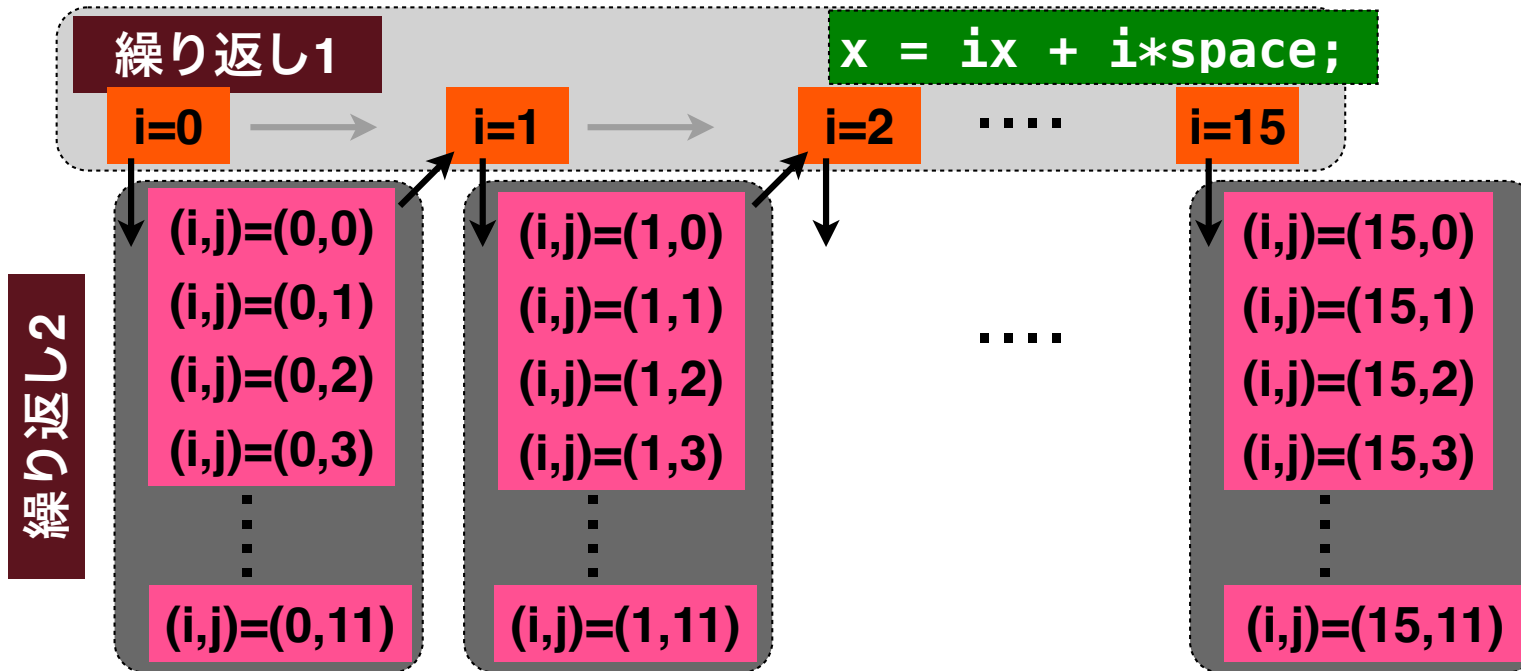 繰り返し1
x = ix + i*space;
i=0
i=1
i=2
····
i=15
繰り返し2
(i,j)=(0,0)
(i,j)=(0,1)
(i,j)=(0,2)
(i,j)=(0,3)
(i,j)=(0,11)
(i,j)=(1,0)
(i,j)=(1,1)
(i,j)=(1,2)
(i,j)=(1,3)
(i,j)=(1,11)
····
(i,j)=(15,0)
(i,j)=(15,1)
(i,j)=(15,2)
(i,j)=(15,3)
(i,j)=(15,11)